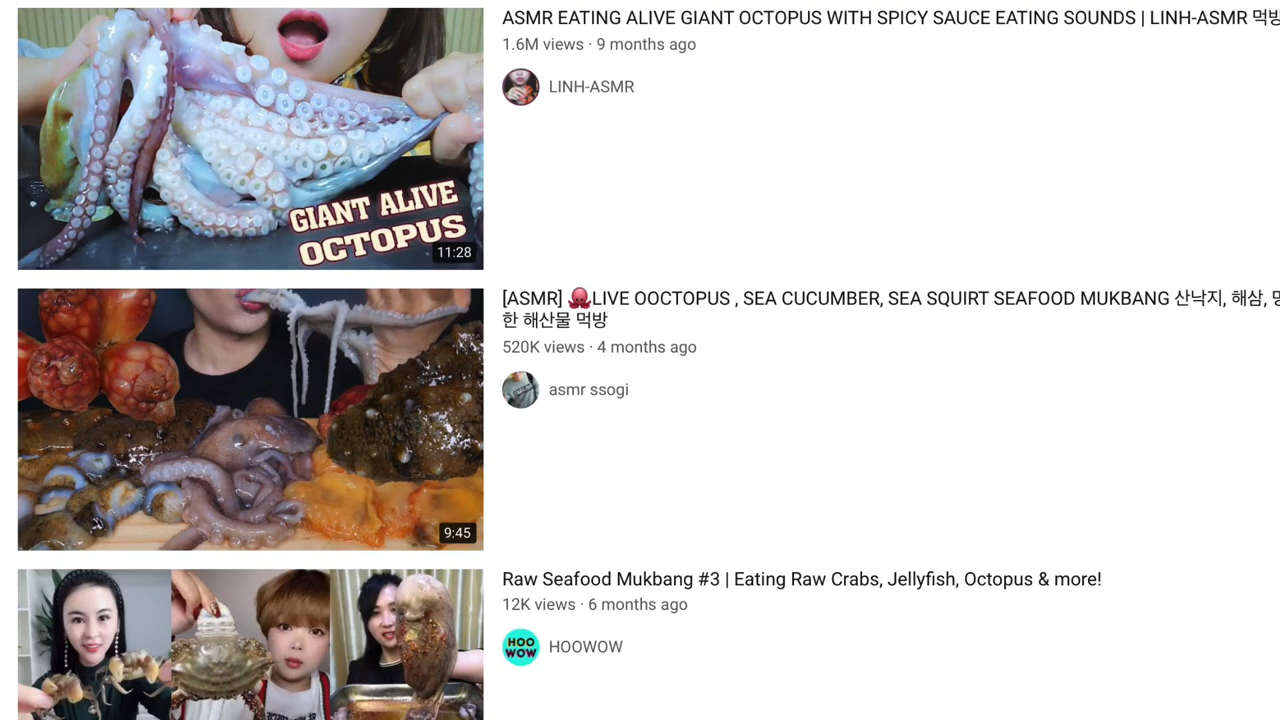 ASMR EATING ALIVE GIANT OCTOPUS WITH SPICY SAUCE EATING SOUNDS | LINH-ASMR 먹방
1.6M views · 9 months ago
LINH-ASMR
GIANT ALIVE
OCTOPUS
11:28
[ASMR] 🐙LIVE OOCTOPUS , SEA CUCUMBER, SEA SQUIRT SEAFOOD MUKBANG 산낙지, 해삼,
한 해산물 먹방
520K views · 4 months ago
asmr ssogi
9:45
Raw Seafood Mukbang #3 | Eating Raw Crabs, Jellyfish, Octopus & more!
12K views · 6 months ago
HOO
WOW
HOOWOW